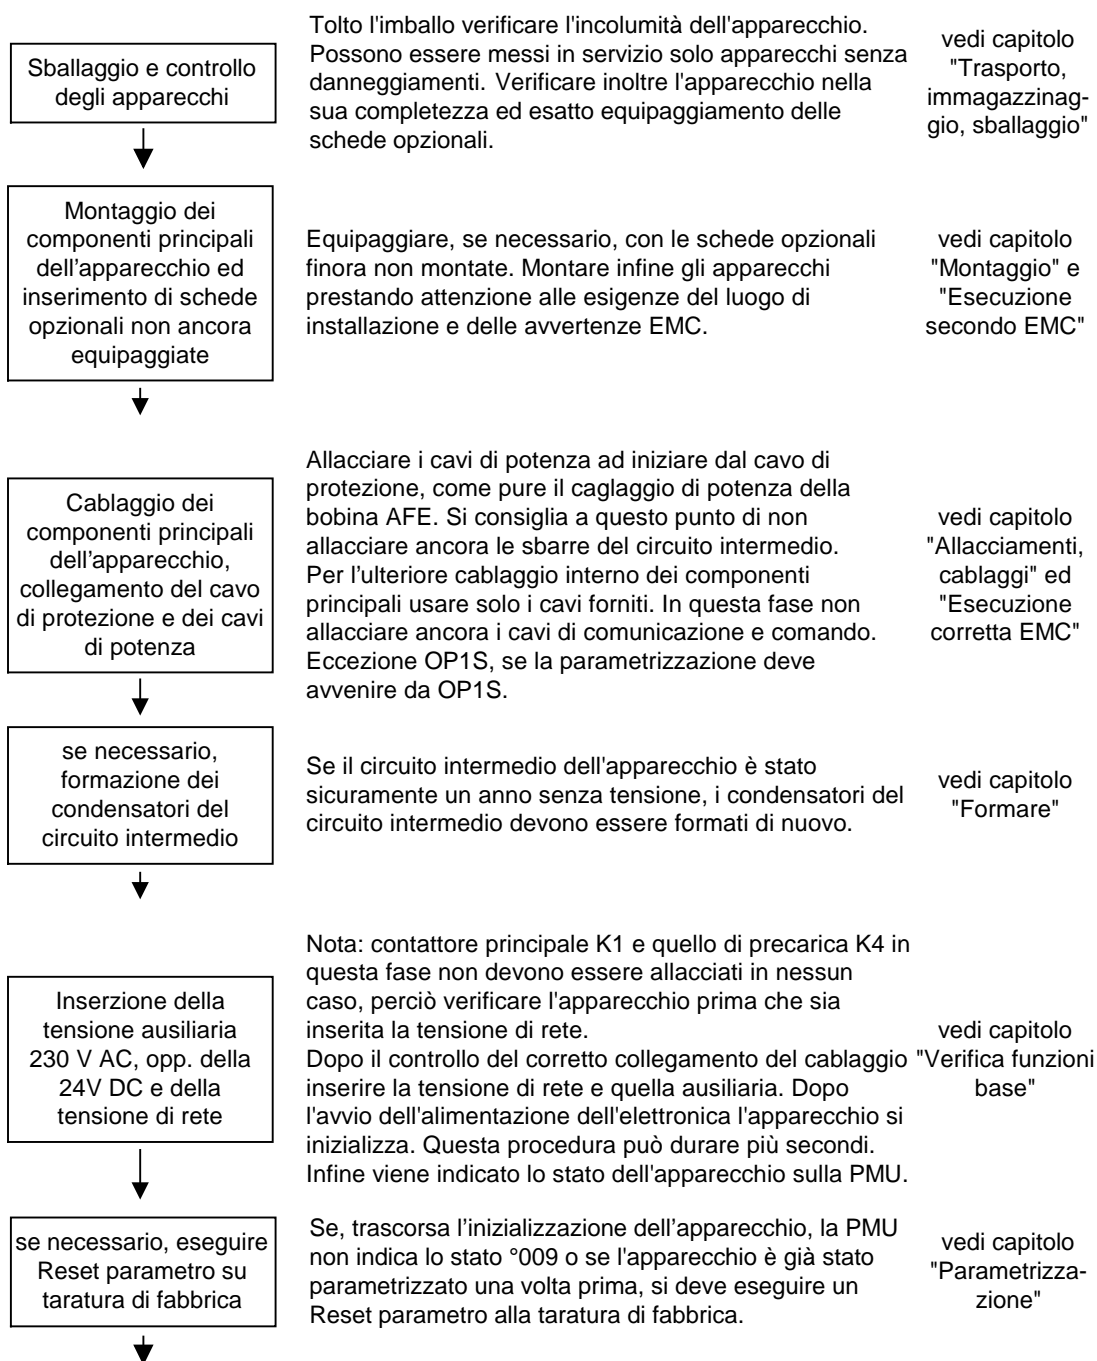 Sballaggio e controllo
degli apparecchi
Tolto l'imballo verificare l'incolumità dell'apparecchio.
Possono essere messi in servizio solo apparecchi senza
danneggiamenti. Verificare inoltre l'apparecchio nella
sua completezza ed esatto equipaggiamento delle
schede opzionali.
vedi capitolo
"Trasporto,
immagazzinag-
gio, sballaggio"
Montaggio dei
componenti principali
dell'apparecchio ed
inserimento di schede
opzionali non ancora
equipaggiate
Equipaggiare, se necessario, con le schede opzionali
finora non montate. Montare infine gli apparecchi
prestando attenzione alle esigenze del luogo di
installazione e delle avvertenze EMC.
vedi capitolo
"Montaggio" e
"Esecuzione
secondo EMC"
Cablaggio dei
componenti principali
dell'apparecchio,
collegamento del cavo
di protezione e dei cavi
di potenza
Allacciare i cavi di potenza ad iniziare dal cavo di
protezione, come pure il caglaggio di potenza della
bobina AFE. Si consiglia a questo punto di non
allacciare ancora le sbarre del circuito intermedio.
Per l'ulteriore cablaggio interno dei componenti
principali usare solo i cavi forniti. In questa fase non
allacciare ancora i cavi di comunicazione e comando.
Eccezione OP1S, se la parametrizzazione deve
avvenire da OP1S.
vedi capitolo
"Allacciamenti,
cablaggi" ed
"Esecuzione
corretta EMC"
se necessario,
formazione dei
condensatori del
circuito intermedio
Se il circuito intermedio dell'apparecchio è stato
sicuramente un anno senza tensione, i condensatori del
circuito intermedio devono essere formati di nuovo.
vedi capitolo
"Formare"
Inserzione della
tensione ausiliaria
230 V AC, opp. della
24V DC e della
tensione di rete
Nota: contattore principale K1 e quello di precarica K4 in
questa fase non devono essere allacciati in nessun
caso, perciò verificare l'apparecchio prima che sia
inserita la tensione di rete.
Dopo il controllo del corretto collegamento del cablaggio
inserire la tensione di rete e quella ausiliaria. Dopo
l'avvio dell'alimentazione dell'elettronica l'apparecchio si
inizializza. Questa procedura può durare più secondi.
Infine viene indicato lo stato dell'apparecchio sulla PMU.
vedi capitolo
"Verifica funzioni
base"
se necessario, eseguire
Reset parametro su
taratura di fabbrica
Se, trascorsa l'inizializzazione dell'apparecchio, la PMU
non indica lo stato °009 o se l'apparecchio è già stato
parametrizzato una volta prima, si deve eseguire un
Reset parametro alla taratura di fabbrica.
vedi capitolo
"Parametrizza-
zione"